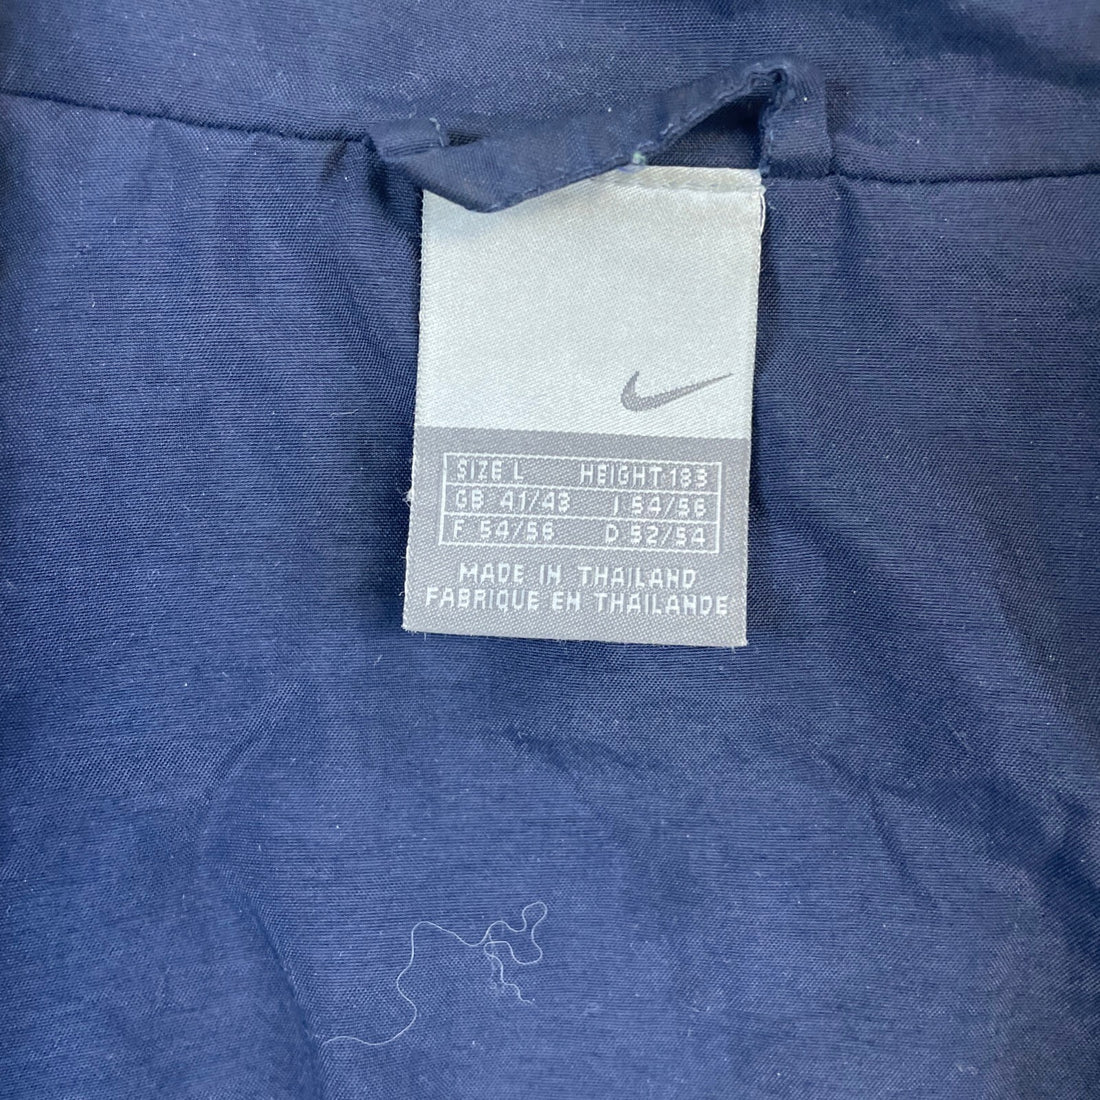 SIZE L HEIGHT 183
GB 41/43 I 54/56
F 54/56 D 52/54
MADE IN THAILAND
FABRIQUE EN THAILANDE